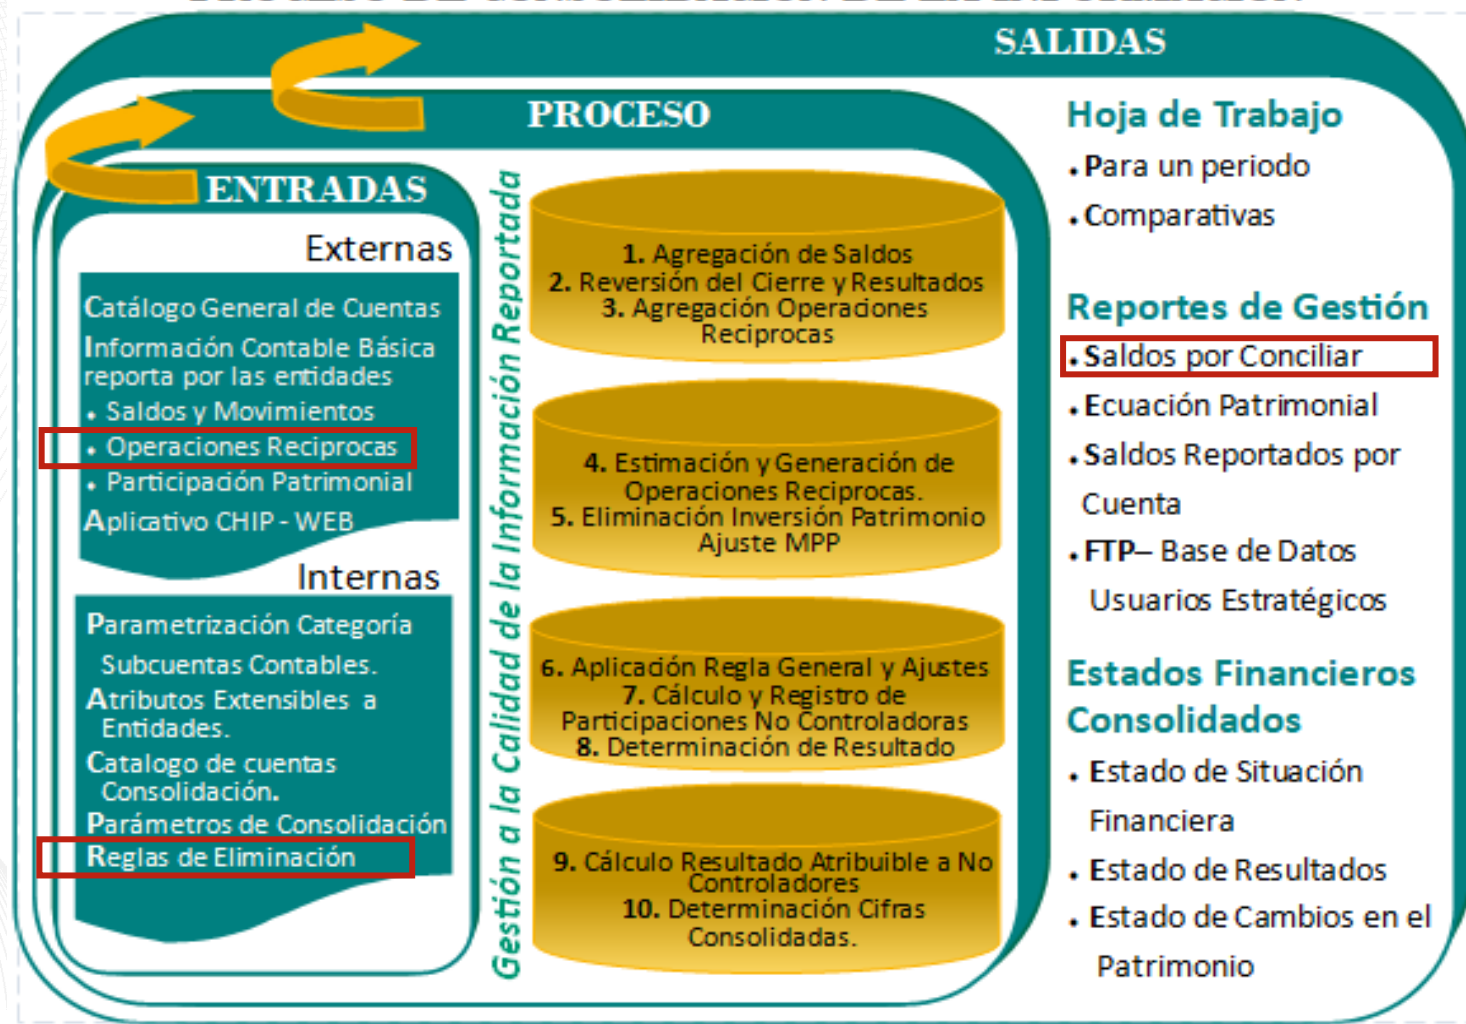 SALIDAS
PROCESO
ENTRADAS
Externas
Catálogo General de Cuentas
Información Contable Básica
reporta por las entidades
• Saldos y Movimientos
• Operaciones Reciprocas
• Participación Patrimonial
Aplicativo CHIP - WEB
Internas
Parametrización Categoría
Subcuentas Contables.
Atributos Extensibles a
Entidades.
Catalogo de cuentas
Consolidación.
Parámetros de Consolidación
Reglas de Eliminación
Gestión a la Calidad de la Información Reportada
1. Agregación de Saldos
2. Reversión del Cierre y Resultados
3. Agregación Operaciones
Reciprocas
4. Estimación y Generación de
Operaciones Reciprocas.
5. Eliminación Inversión Patrimonio
Ajuste MPP
6. Aplicación Regla General y Ajustes
7. Cálculo y Registro de
Participaciones No Controladoras
8. Determinación de Resultado
9. Cálculo Resultado Atribuible a No
Controladores
10. Determinación Cifras
Consolidadas.
Hoja de Trabajo
• Para un periodo
• Comparativas
Reportes de Gestión
• Saldos por Conciliar
• Ecuación Patrimonial
• Saldos Reportados por
Cuenta
• FTP– Base de Datos
Usuarios Estratégicos
Estados Financieros
Consolidados
• Estado de Situación
Financiera
• Estado de Resultados
• Estado de Cambios en el
Patrimonio